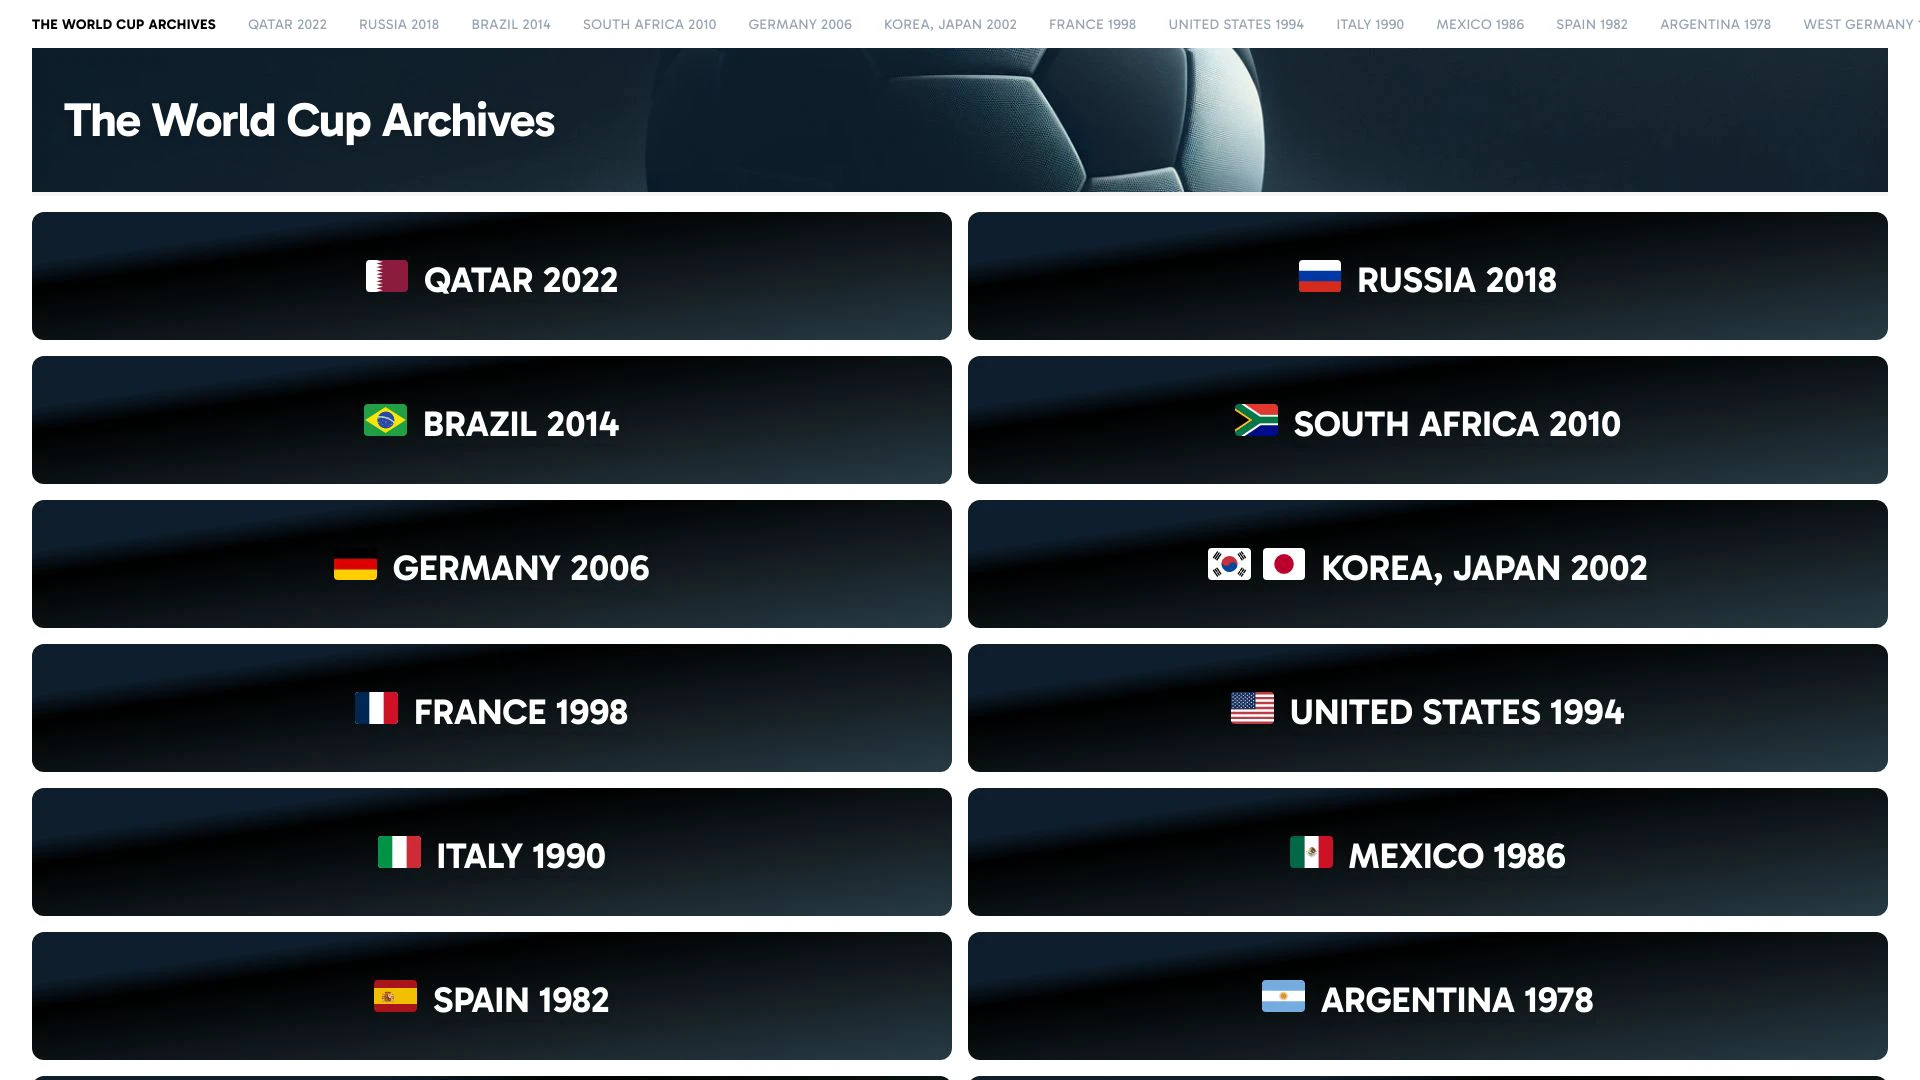 THE WORLD CUP ARCHIVES QATAR 2022 RUSSIA 2018 BRAZIL 2014 SOUTH AFRICA 2010 GERMANY 2006 KOREA, JAPAN 2002 FRANCE 1998 UNITED STATES 1994 ITALY 1990 MEXICO 1986 SPAIN 1982 ARGENTINA 1978 WEST GERMANY
The World Cup Archives
QATAR 2022
RUSSIA 2018
BRAZIL 2014
SOUTH AFRICA 2010
GERMANY 2006
KOREA, JAPAN 2002
FRANCE 1998
UNITED STATES 1994
ITALY 1990
MEXICO 1986
SPAIN 1982
ARGENTINA 1978